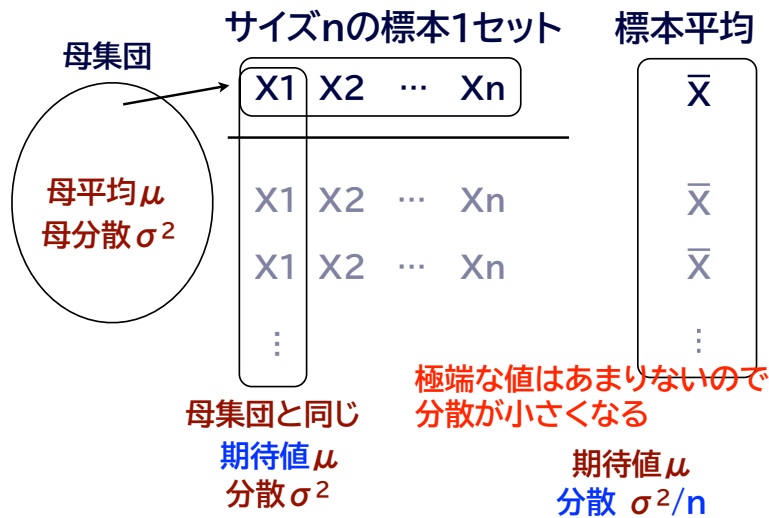 サイズnの標本1セット
標本平均
母集団
X1 X2 … Xn
X̅
母平均μ
母分散σ²
X1 X2 … Xn
X̅
X1 X2 … Xn
X̅
⋮
⋮
極端な値はあまりないので
分散が小さくなる
母集団と同じ
期待値μ
分散σ²
期待値μ
分散 σ²/n